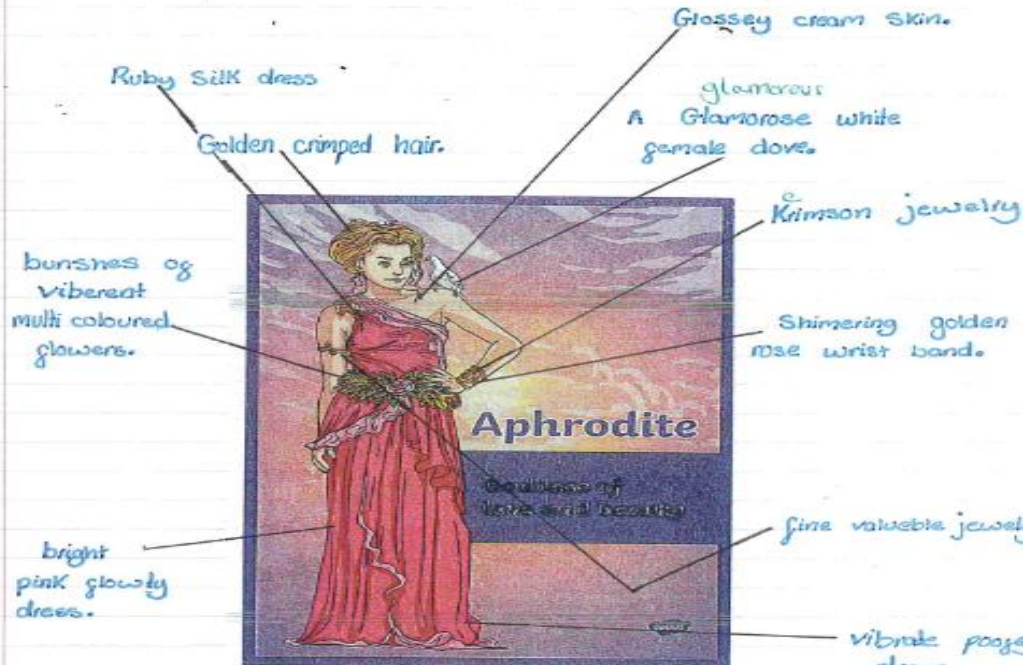 Glossey cream skin.
Ruby Silk dress
glamorous
A Glamorose white
female dove.
Golden crimped hair.
c
Krimson jewelry
bunshes of
viberent
multi coloured
flowers.
Shimering golden
rose wrist band.
Aphrodite
Goddess of
love and beauty
fine valueble jewel
bright
pink flowly
dress.
vibrate poofe